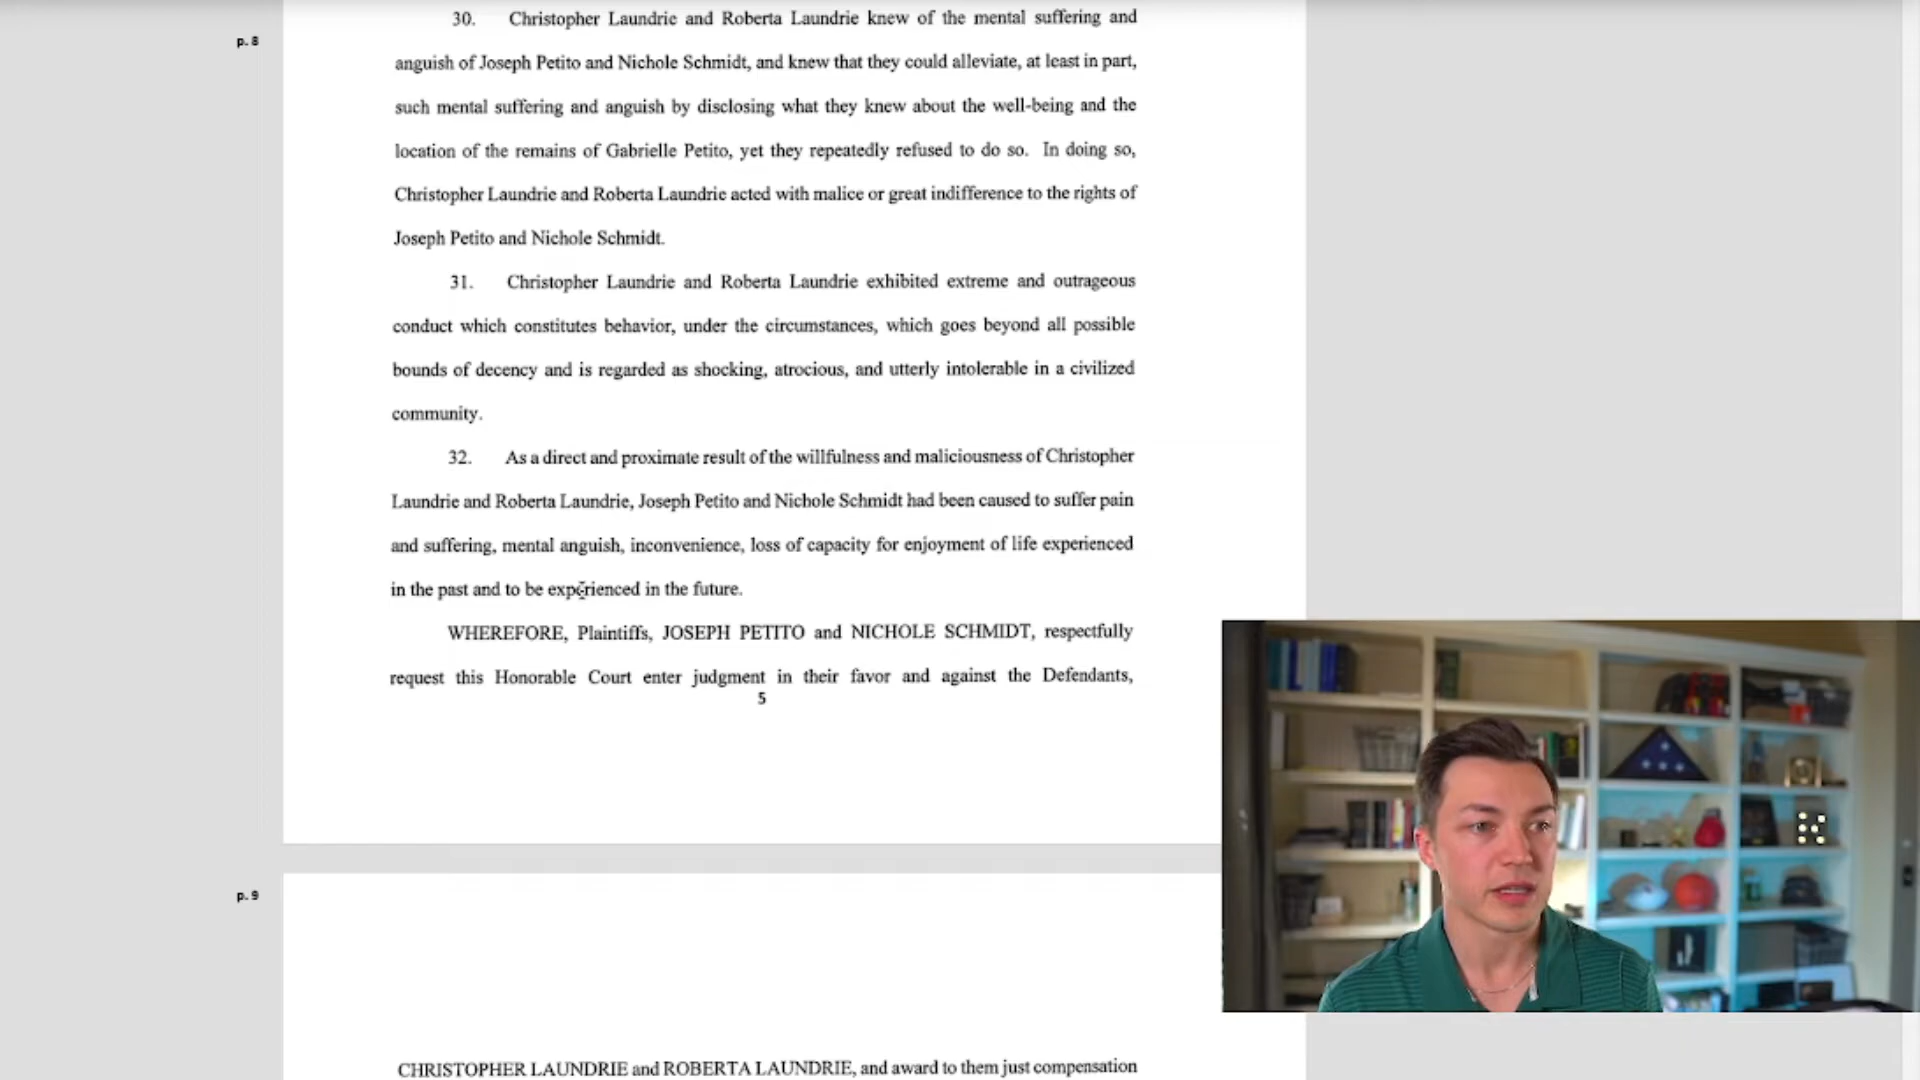 30. Christopher Laundrie and Roberta Laundrie knew of the mental suffering and
p. 8
anguish of Joseph Petito and Nichole Schmidt, and knew that they could alleviate, at least in part,
such mental suffering and anguish by disclosing what they knew about the well-being and the
location of the remains of Gabrielle Petito, yet they repeatedly refused to do so. In doing so,
Christopher Laundrie and Roberta Laundrie acted with malice or great indifference to the rights of
Joseph Petito and Nichole Schmidt.
31. Christopher Laundrie and Roberta Laundrie exhibited extreme and outrageous
conduct which constitutes behavior, under the circumstances, which goes beyond all possible
bounds of decency and is regarded as shocking, atrocious, and utterly intolerable in a civilized
community.
32. As a direct and proximate result of the willfulness and maliciousness of Christopher
Laundrie and Roberta Laundrie, Joseph Petito and Nichole Schmidt had been caused to suffer pain
and suffering, mental anguish, inconvenience, loss of capacity for enjoyment of life experienced
in the past and to be experienced in the future.
WHEREFORE, Plaintiffs, JOSEPH PETITO and NICHOLE SCHMIDT, respectfully
request this Honorable Court enter judgment in their favor and against the Defendants,
5
p. 9
CHRISTOPHER LAUNDRIE and ROBERTA LAUNDRIE, and award to them just compensation